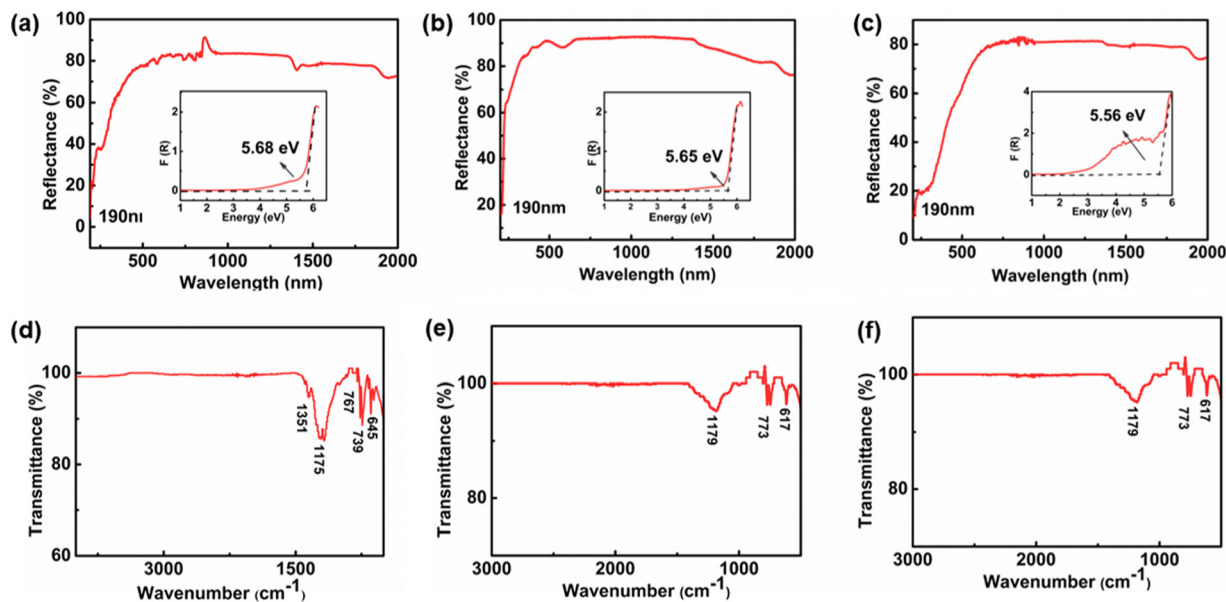 (a)
Reflectance (%)
100
80
60
40
20
0
190nı
5.68 eV
F (R)
2
1
0
1 2 3 4 5 6
Energy (eV)
500 1000 1500 2000
Wavelength (nm)
(b)
Reflectance (%)
100
80
60
40
20
0
190nm
5.65 eV
F (R)
2
1
0
1 2 3 4 5 6
Energy (eV)
500 1000 1500 2000
Wavelength (nm)
(c)
Reflectance (%)
80
60
40
20
0
190nm
5.56 eV
F (R)
4
2
0
1 2 3 4 5 6
Energy (eV)
500 1000 1500 2000
Wavelength (nm)
(d)
Transmittance (%)
100
80
60
1351
1175
767
739
645
3000 1500
Wavenumber (cm⁻¹)
(e)
Transmittance (%)
100
80
1179
773
617
3000 2000 1000
Wavenumber (cm⁻¹)
(f)
Transmittance (%)
100
80
1179
773
617
3000 2000 1000
Wavenumber (cm⁻¹)